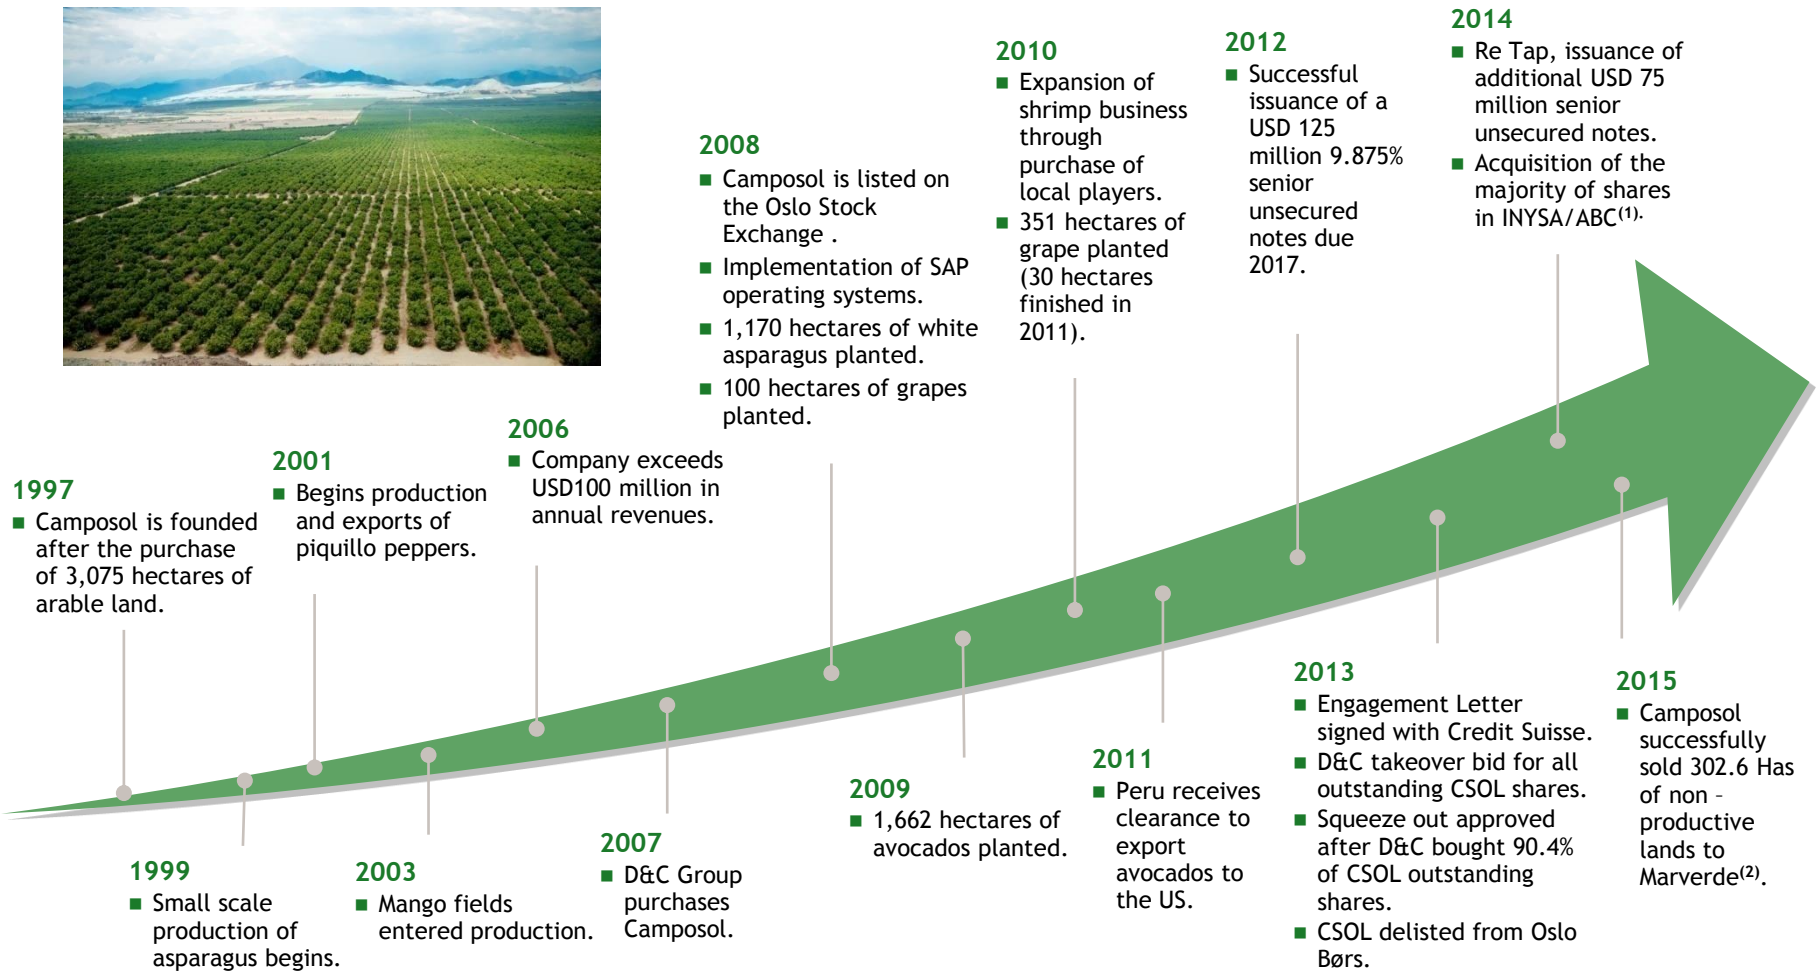 1997
■ Camposol is founded
after the purchase
of 3,075 hectares of
arable land.
1999
■ Small scale
production of
asparagus begins.
2001
■ Begins production
and exports of
piquillo peppers.
2003
■ Mango fields
entered production.
2006
■ Company exceeds
USD100 million in
annual revenues.
2007
■ D&C Group
purchases
Camposol.
2008
■ Camposol is listed on
the Oslo Stock
Exchange .
■ Implementation of SAP
operating systems.
■ 1,170 hectares of white
asparagus planted.
■ 100 hectares of grapes
planted.
2009
■ 1,662 hectares of
avocados planted.
2010
■ Expansion of
shrimp business
through
purchase of
local players.
■ 351 hectares of
grape planted
(30 hectares
finished in
2011).
2011
■ Peru receives
clearance to
export
avocados to
the US.
2012
■ Successful
issuance of a
USD 125
million 9.875%
senior
unsecured
notes due
2017.
2013
■ Engagement Letter
signed with Credit Suisse.
■ D&C takeover bid for all
outstanding CSOL shares.
■ Squeeze out approved
after D&C bought 90.4%
of CSOL outstanding
shares.
■ CSOL delisted from Oslo
Børs.
2014
■ Re Tap, issuance of
additional USD 75
million senior
unsecured notes.
■ Acquisition of the
majority of shares
in INYSA/ABC(1).
2015
■ Camposol
successfully
sold 302.6 Has
of non –
productive
lands to
Marverde(2).